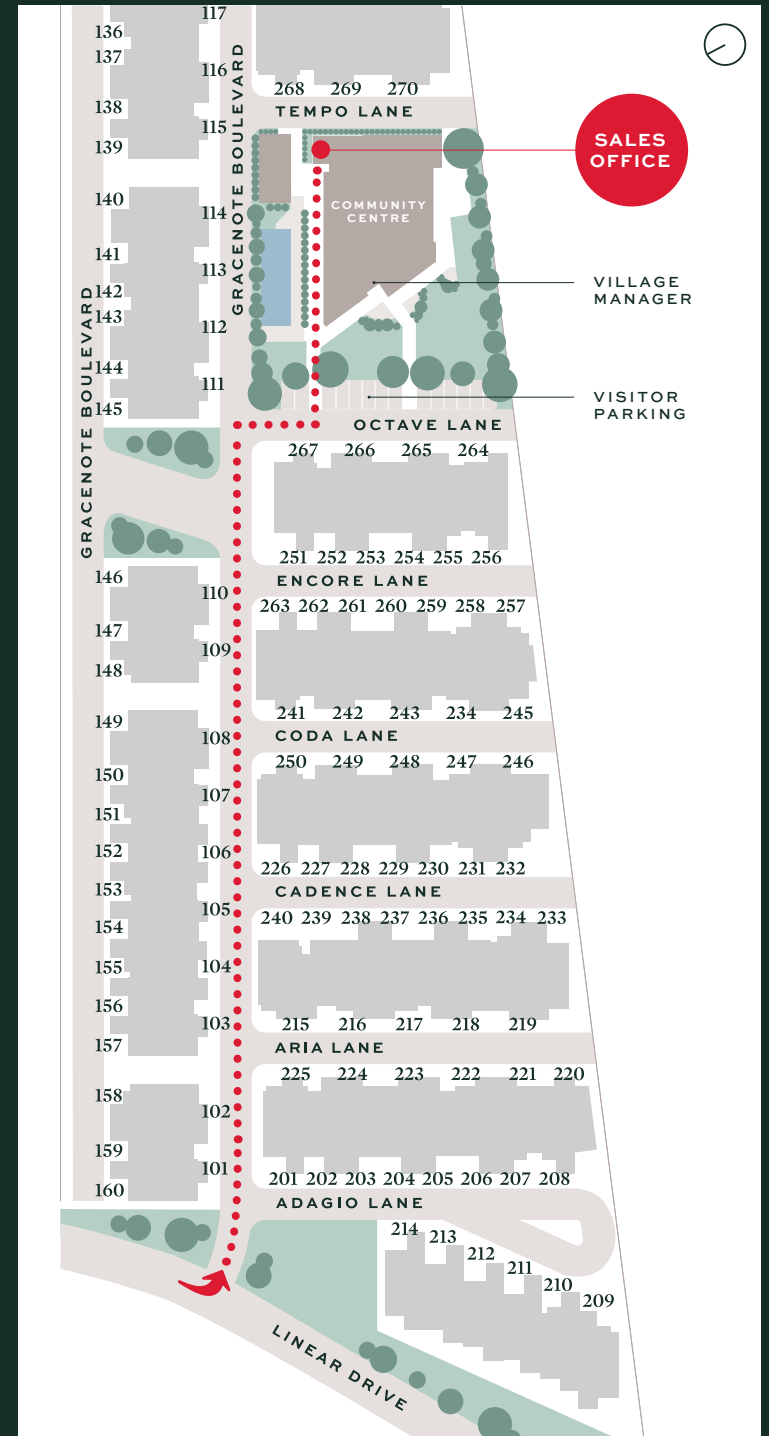 117
136
137
116
268 269 270
138
TEMPO LANE
115
139
SALES
OFFICE
GRACENOTE BOULEVARD
140
114
COMMUNITY
CENTRE
141
113
142
143
VILLAGE
MANAGER
112
144
111
145
VISITOR
PARKING
GRACENOTE BOULEVARD
OCTAVE LANE
267 266 265 264
251 252 253 254 255 256
146
ENCORE LANE
110
263 262 261 260 259 258 257
147
109
148
241 242 243 234 245
149
108
CODA LANE
250 249 248 247 246
150
107
151
152
106
226 227 228 229 230 231 232
153
CADENCE LANE
105
240 239 238 237 236 235 234 233
154
155
104
156
103
215 216 217 218 219
157
ARIA LANE
225 224 223 222 221 220
158
102
159
101
201 202 203 204 205 206 207 208
160
ADAGIO LANE
214
213
212
211
210
209
LINEAR DRIVE